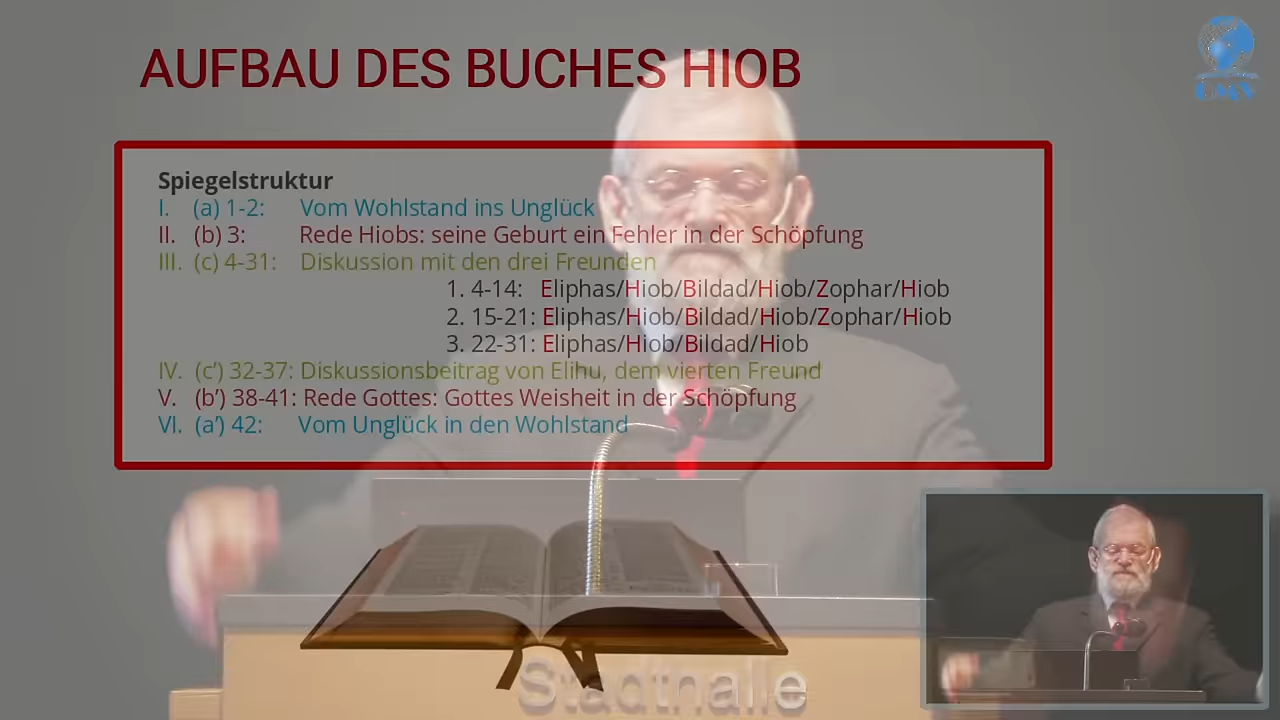 AUFBAU DES BUCHES HIOB
Spiegelstruktur
I. (a) 1-2: Vom Wohlstand ins Unglück
II. (b) 3: Rede Hiobs: seine Geburt ein Fehler in der Schöpfung
III. (c) 4-31: Diskussion mit den drei Freunden
1. 4-14: Eliphas/Hiob/Bildad/Hiob/Zophar/Hiob
2. 15-21: Eliphas/Hiob/Bildad/Hiob/Zophar/Hiob
3. 22-31: Eliphas/Hiob/Bildad/Hiob
IV. (c’) 32-37: Diskussionsbeitrag von Elihu, dem vierten Freund
V. (b’) 38-41: Rede Gottes: Gottes Weisheit in der Schöpfung
VI. (a’) 42: Vom Unglück in den Wohlstand
Stadthalle